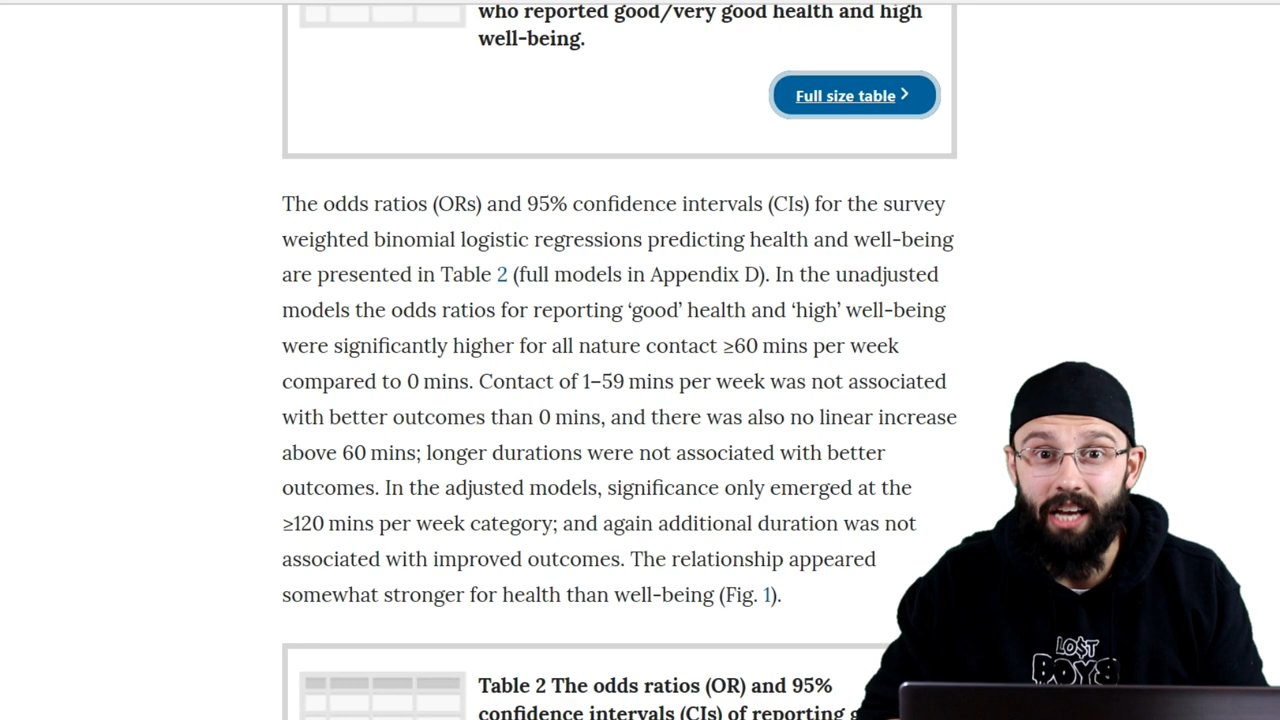 who reported good/very good health and high
well-being.
Full size table
The odds ratios (ORs) and 95% confidence intervals (CIs) for the survey
weighted binomial logistic regressions predicting health and well-being
are presented in Table 2 (full models in Appendix D). In the unadjusted
models the odds ratios for reporting ‘good’ health and ‘high’ well-being
were significantly higher for all nature contact ≥60 mins per week
compared to 0 mins. Contact of 1–59 mins per week was not associated
with better outcomes than 0 mins, and there was also no linear increase
above 60 mins; longer durations were not associated with better
outcomes. In the adjusted models, significance only emerged at the
≥120 mins per week category; and again additional duration was not
associated with improved outcomes. The relationship appeared
somewhat stronger for health than well-being (Fig. 1).
LO$T
BOYS
Table 2 The odds ratios (OR) and 95%
confidence intervals (CIs) of reporting